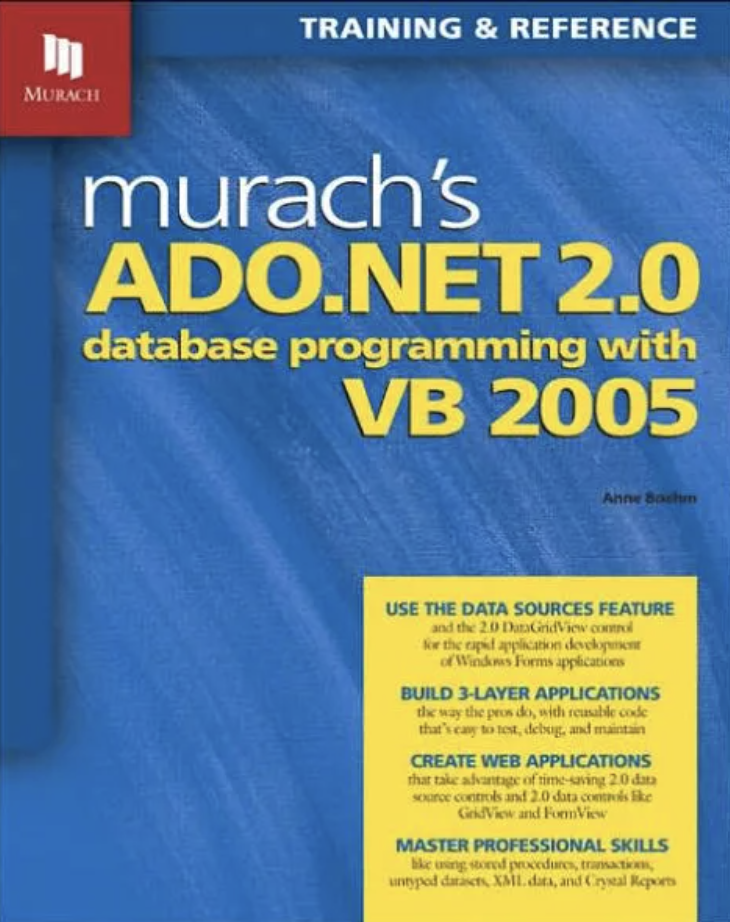 TRAINING & REFERENCE
MURACH
murach's
ADO.NET 2.0
database programming with
VB 2005
Anne Boehm
USE THE DATA SOURCES FEATURE
and the 2.0 DataGridView control
for the rapid application development
of Windows Forms applications
BUILD 3-LAYER APPLICATIONS
the way the pros do, with reusable code
that's easy to test, debug, and maintain
CREATE WEB APPLICATIONS
that take advantage of time-saving 2.0 data
source controls and 2.0 data controls like
GridView and FormView
MASTER PROFESSIONAL SKILLS
like using stored procedures, transactions,
untyped datasets, XML data, and Crystal Reports